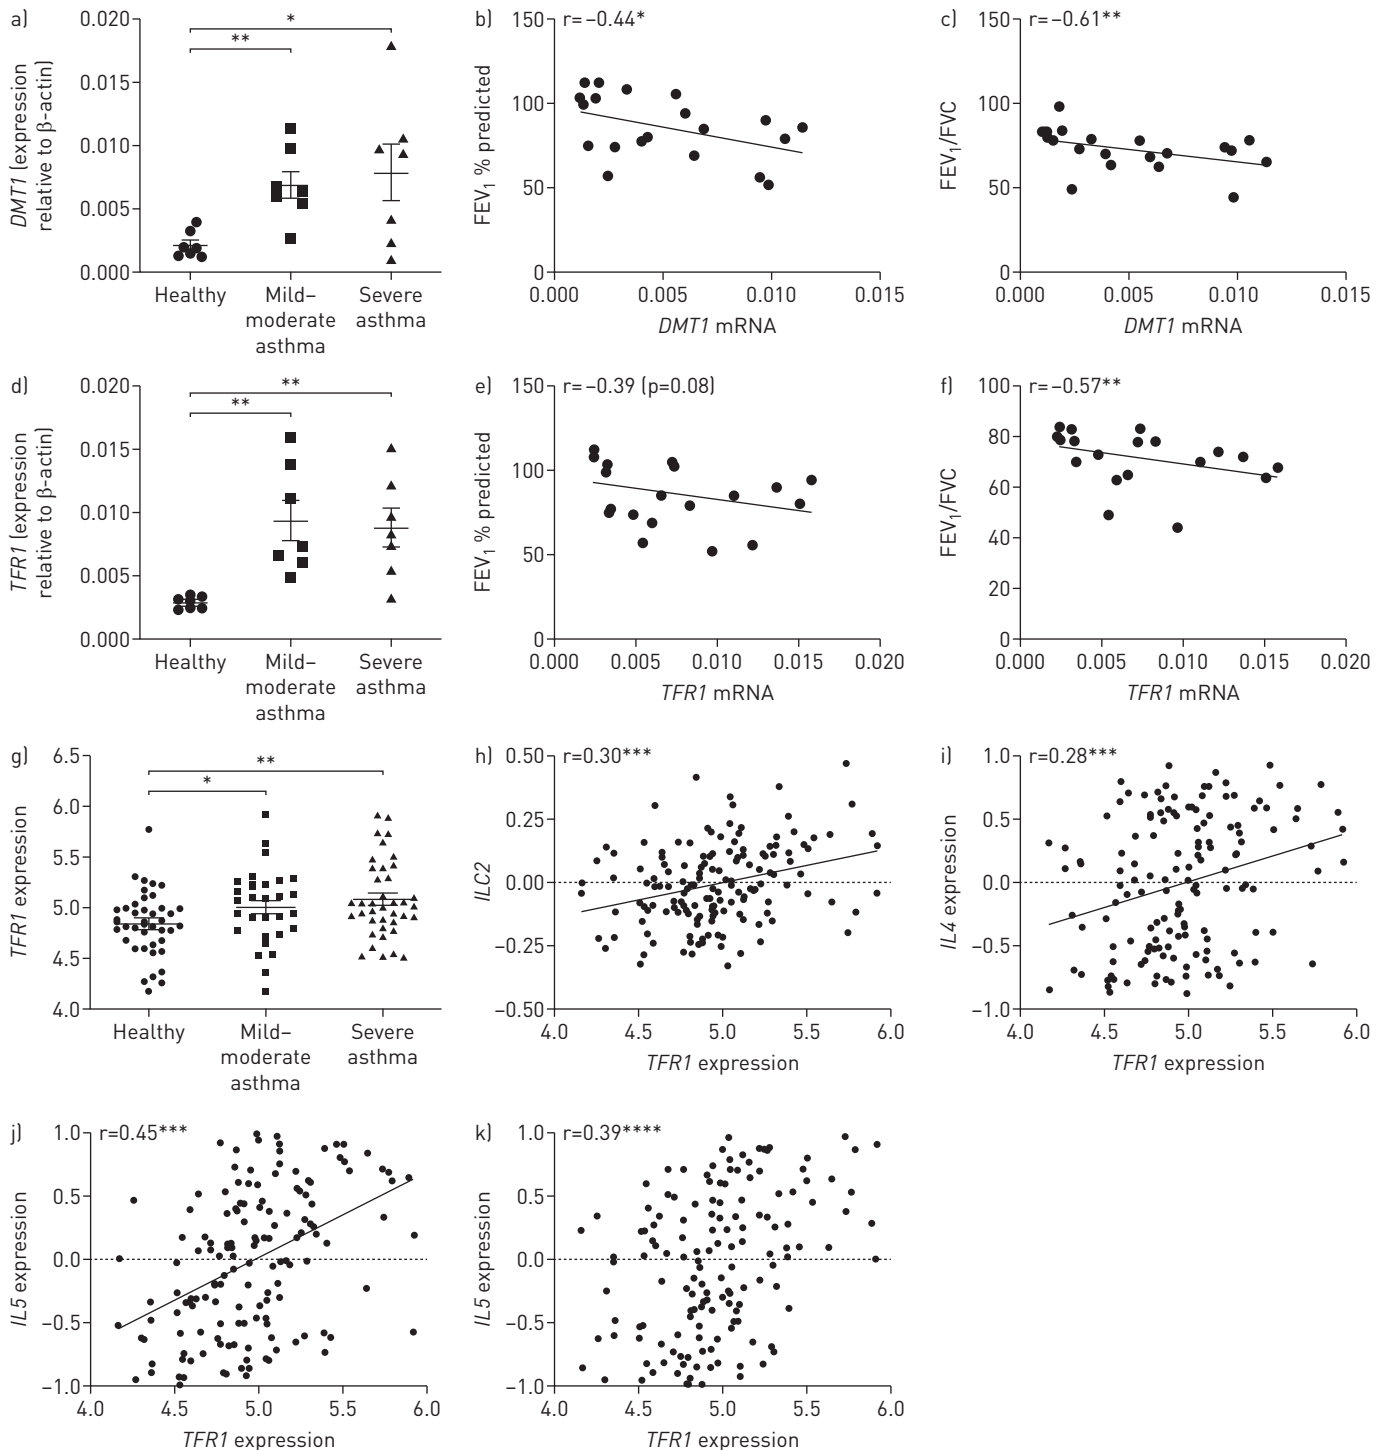 a)
DMT1 (expression
relative to β-actin)
0.020
0.015
0.010
0.005
0.000
*
**
Healthy
Mild–
moderate
asthma
Severe
asthma
b)
FEV1 % predicted
150
100
50
0
r=−0.44*
0.000
0.005
0.010
0.015
DMT1 mRNA
c)
FEV1/FVC
150
100
50
0
r=−0.61**
0.000
0.005
0.010
0.015
DMT1 mRNA
d)
TFR1 (expression
relative to β-actin)
0.020
0.015
0.010
0.005
0.000
**
**
Healthy
Mild–
moderate
asthma
Severe
asthma
e)
FEV1 % predicted
150
100
50
0
r=−0.39 (p=0.08)
0.000
0.005
0.010
0.015
0.020
TFR1 mRNA
f)
FEV1/FVC
100
80
60
40
20
0
r=−0.57**
0.000
0.005
0.010
0.015
0.020
TFR1 mRNA
g)
TFR1 expression
6.5
6.0
5.5
5.0
4.5
4.0
**
*
Healthy
Mild–
moderate
asthma
Severe
asthma
h)
ILC2
0.50
0.25
0.00
−0.25
−0.50
r=0.30***
4.0
4.5
5.0
5.5
6.0
TFR1 expression
i)
IL4 expression
1.0
0.5
0.0
−0.5
−1.0
r=0.28***
4.0
4.5
5.0
5.5
6.0
TFR1 expression
j)
IL5 expression
1.0
0.5
0.0
−0.5
−1.0
r=0.45***
4.0
4.5
5.0
5.5
6.0
TFR1 expression
k)
IL5 expression
1.0
0.5
0.0
−0.5
−1.0
r=0.39****
4.0
4.5
5.0
5.5
6.0
TFR1 expression